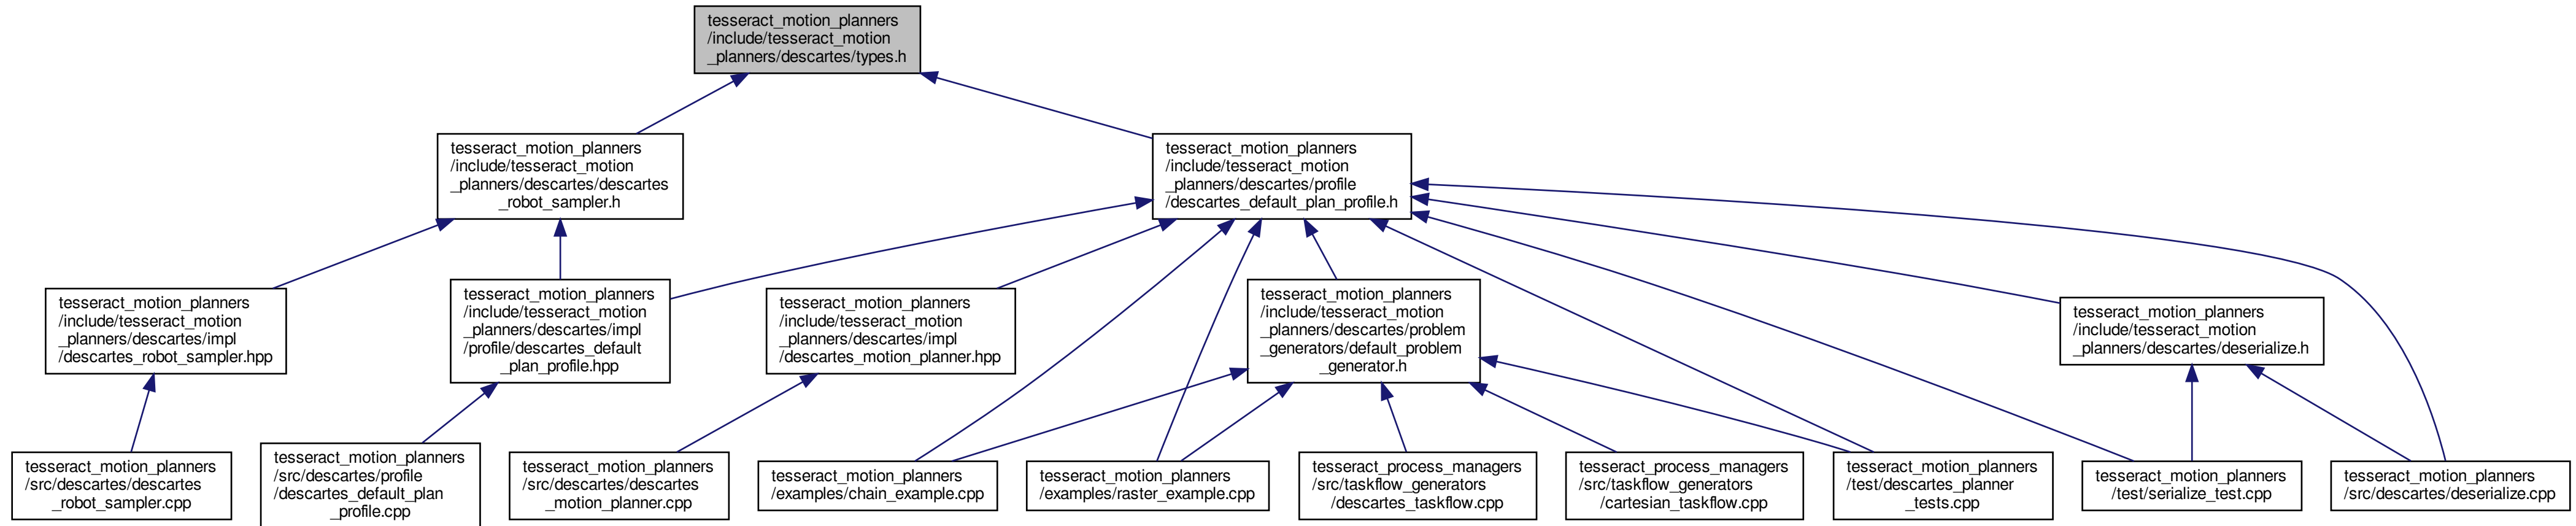 tesseract_motion_planners
/include/tesseract_motion
_planners/descartes/types.h
tesseract_motion_planners
/include/tesseract_motion
_planners/descartes/descartes
_robot_sampler.h
tesseract_motion_planners
/include/tesseract_motion
_planners/descartes/profile
/descartes_default_plan_profile.h
tesseract_motion_planners
/include/tesseract_motion
_planners/descartes/impl
/descartes_robot_sampler.hpp
tesseract_motion_planners
/include/tesseract_motion
_planners/descartes/impl
/profile/descartes_default
_plan_profile.hpp
tesseract_motion_planners
/include/tesseract_motion
_planners/descartes/impl
/descartes_motion_planner.hpp
tesseract_motion_planners
/include/tesseract_motion
_planners/descartes/problem
_generators/default_problem
_generator.h
tesseract_motion_planners
/include/tesseract_motion
_planners/descartes/deserialize.h
tesseract_motion_planners
/src/descartes/descartes
_robot_sampler.cpp
tesseract_motion_planners
/src/descartes/profile
/descartes_default_plan
_profile.cpp
tesseract_motion_planners
/src/descartes/descartes
_motion_planner.cpp
tesseract_motion_planners
/examples/chain_example.cpp
tesseract_motion_planners
/examples/raster_example.cpp
tesseract_process_managers
/src/taskflow_generators
/descartes_taskflow.cpp
tesseract_process_managers
/src/taskflow_generators
/cartesian_taskflow.cpp
tesseract_motion_planners
/test/descartes_planner
_tests.cpp
tesseract_motion_planners
/test/serialize_test.cpp
tesseract_motion_planners
/src/descartes/deserialize.cpp